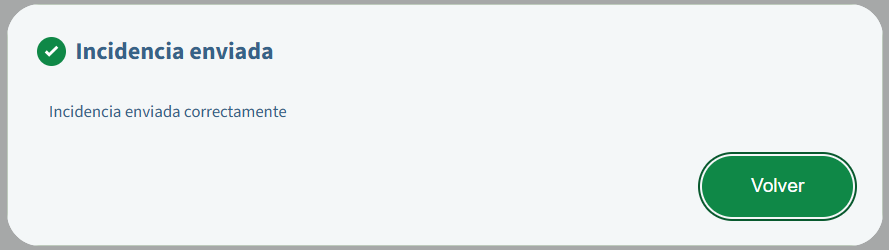 Incidencia enviada
Incidencia enviada correctamente
Volver